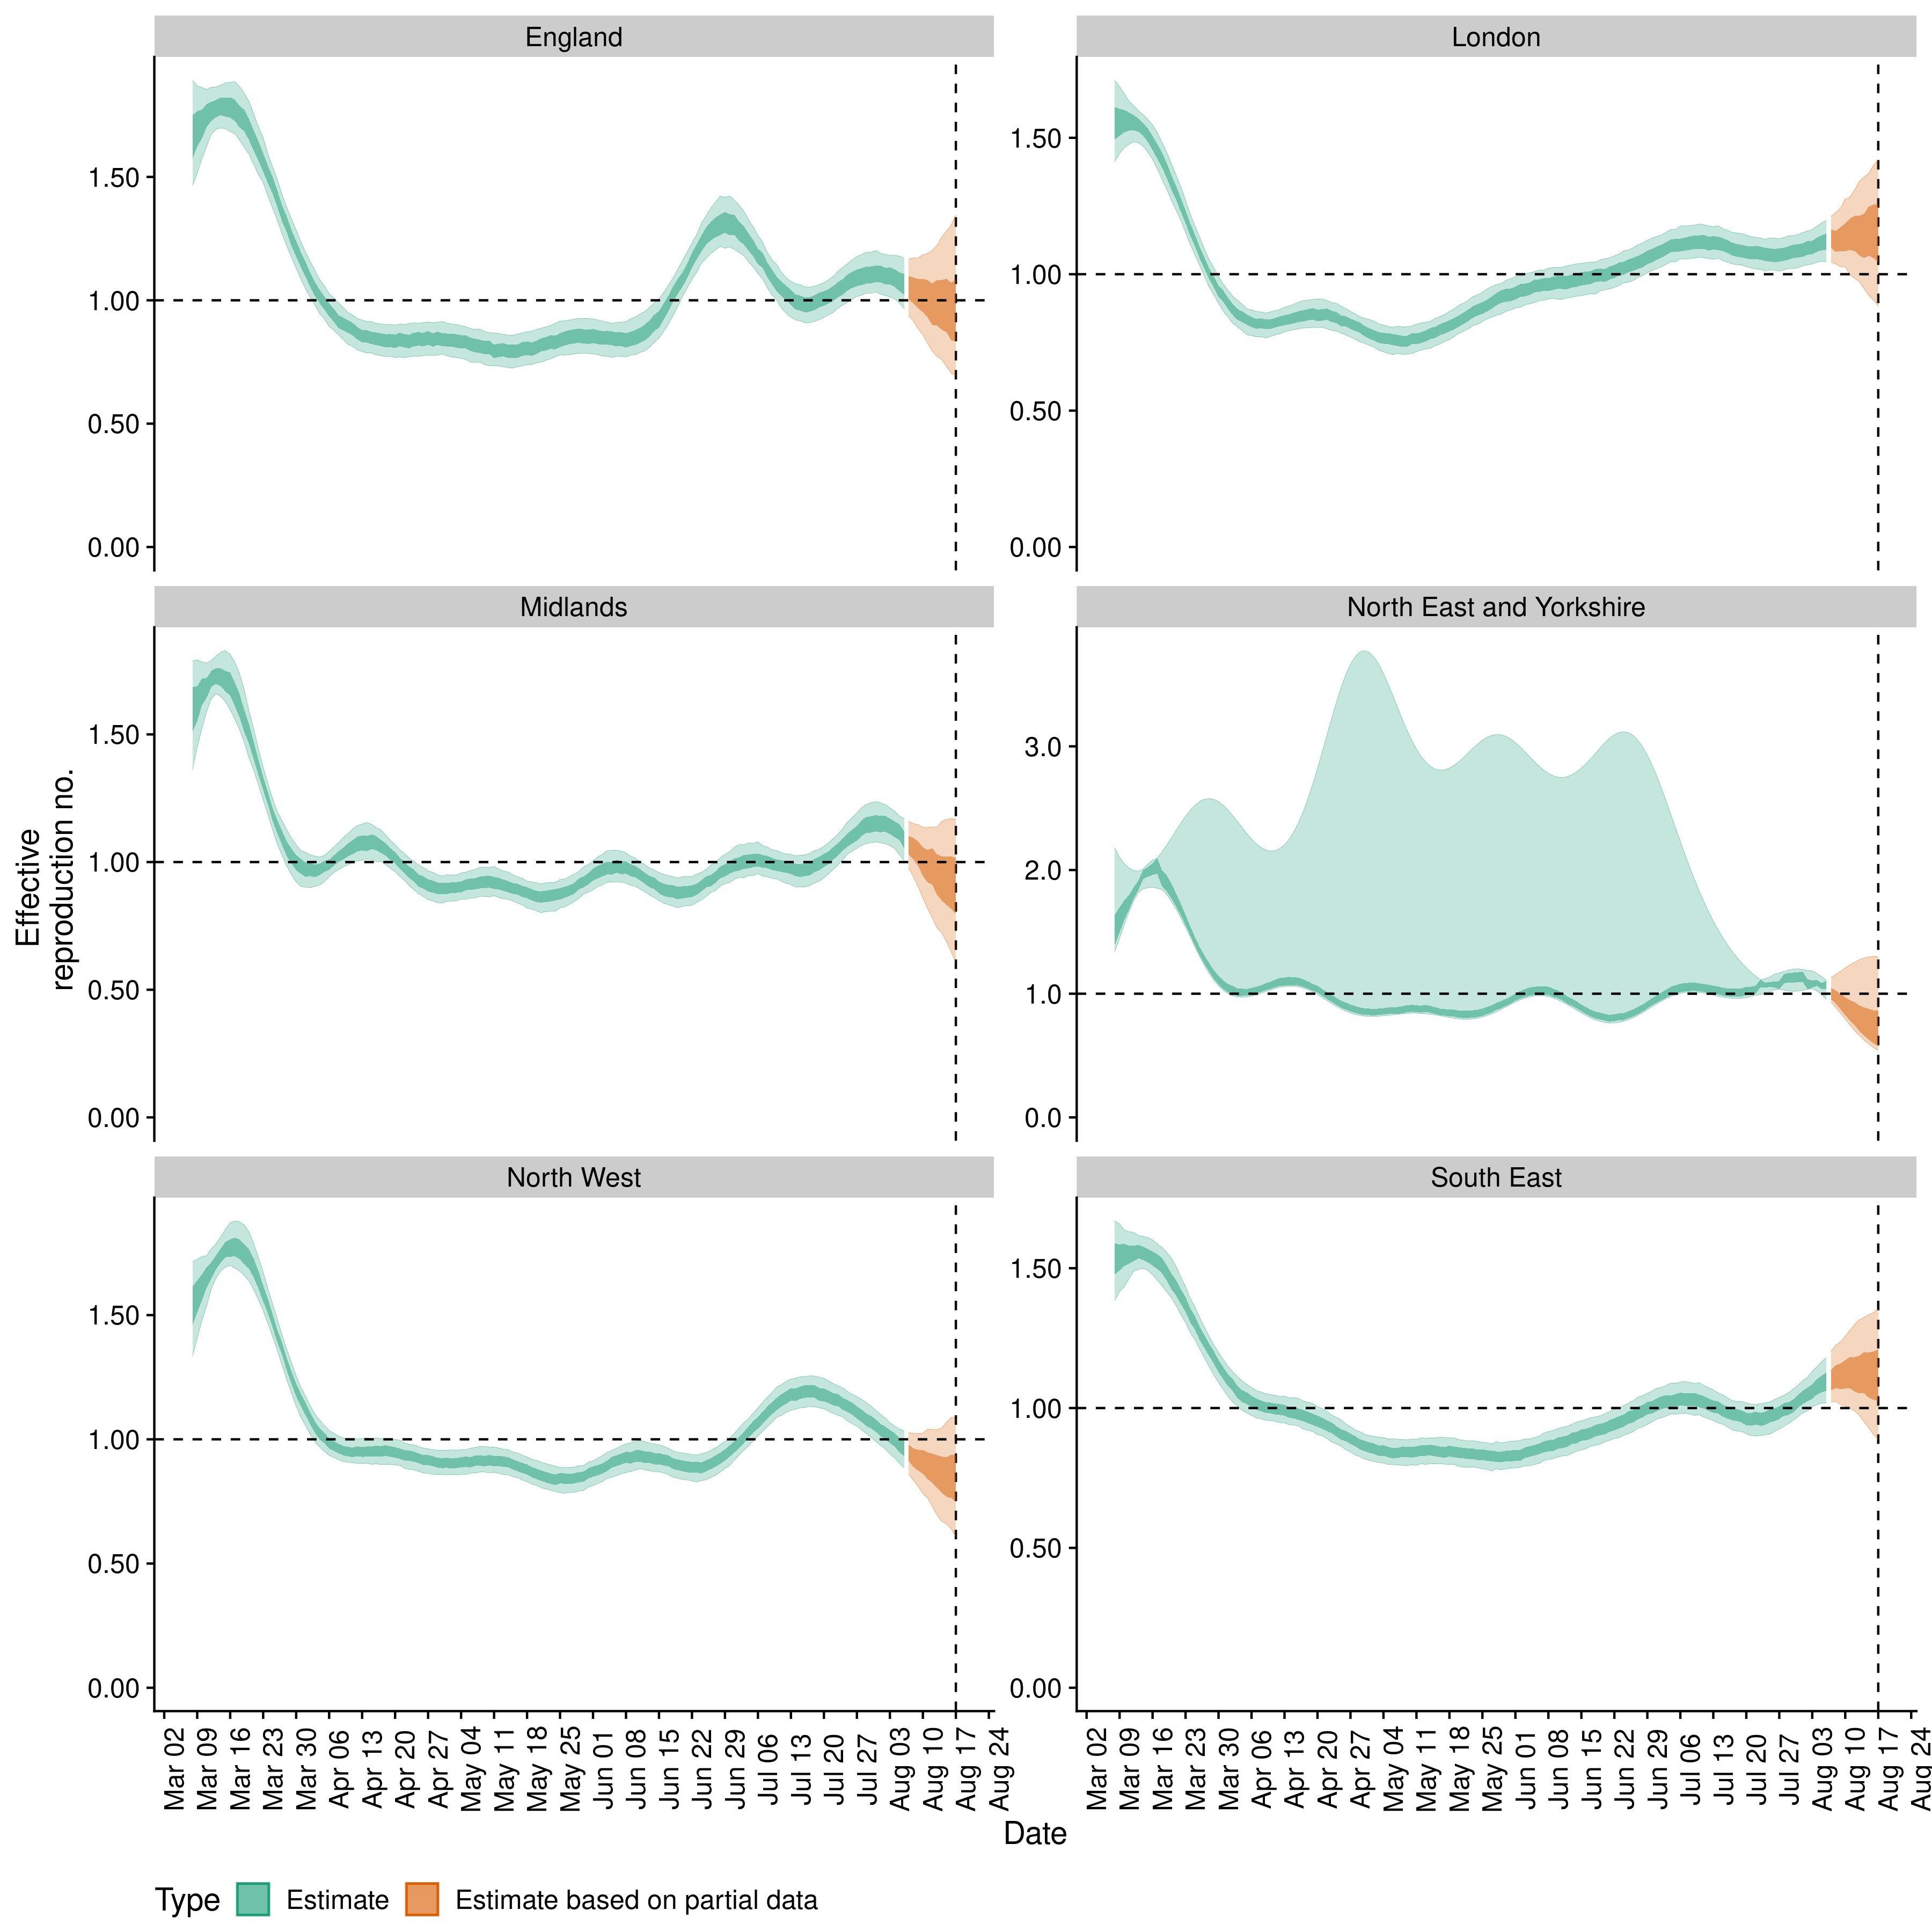 England
London
1.50
1.00
0.50
0.00
1.50
1.00
0.50
0.00
Midlands
North East and Yorkshire
1.50
1.00
0.50
0.00
3.0
2.0
1.0
0.0
North West
South East
1.50
1.00
0.50
0.00
1.50
1.00
0.50
0.00
Effective
reproduction no.
Mar 02
Mar 09
Mar 16
Mar 23
Mar 30
Apr 06
Apr 13
Apr 20
Apr 27
May 04
May 11
May 18
May 25
Jun 01
Jun 08
Jun 15
Jun 22
Jun 29
Jul 06
Jul 13
Jul 20
Jul 27
Aug 03
Aug 10
Aug 17
Aug 24
Mar 02
Mar 09
Mar 16
Mar 23
Mar 30
Apr 06
Apr 13
Apr 20
Apr 27
May 04
May 11
May 18
May 25
Jun 01
Jun 08
Jun 15
Jun 22
Jun 29
Jul 06
Jul 13
Jul 20
Jul 27
Aug 03
Aug 10
Aug 17
Aug 24
Date
Type
Estimate
Estimate based on partial data